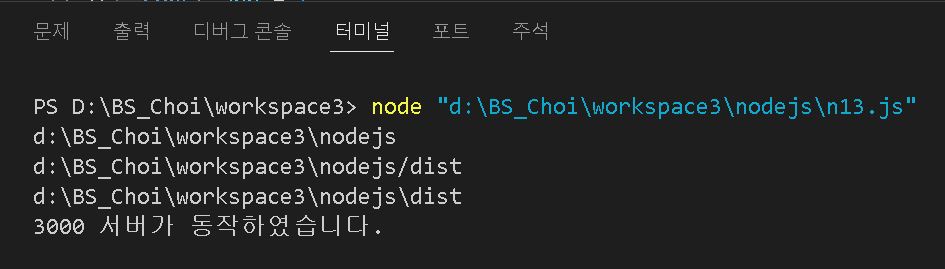 문제 출력 디버그 콘솔 터미널 포트 주석
PS D:\BS_Choi\workspace3> node "d:\BS_Choi\workspace3\nodejs\n13.js"
d:\BS_Choi\workspace3\nodejs
d:\BS_Choi\workspace3\nodejs/dist
d:\BS_Choi\workspace3\nodejs\dist
3000 서버가 동작하였습니다.